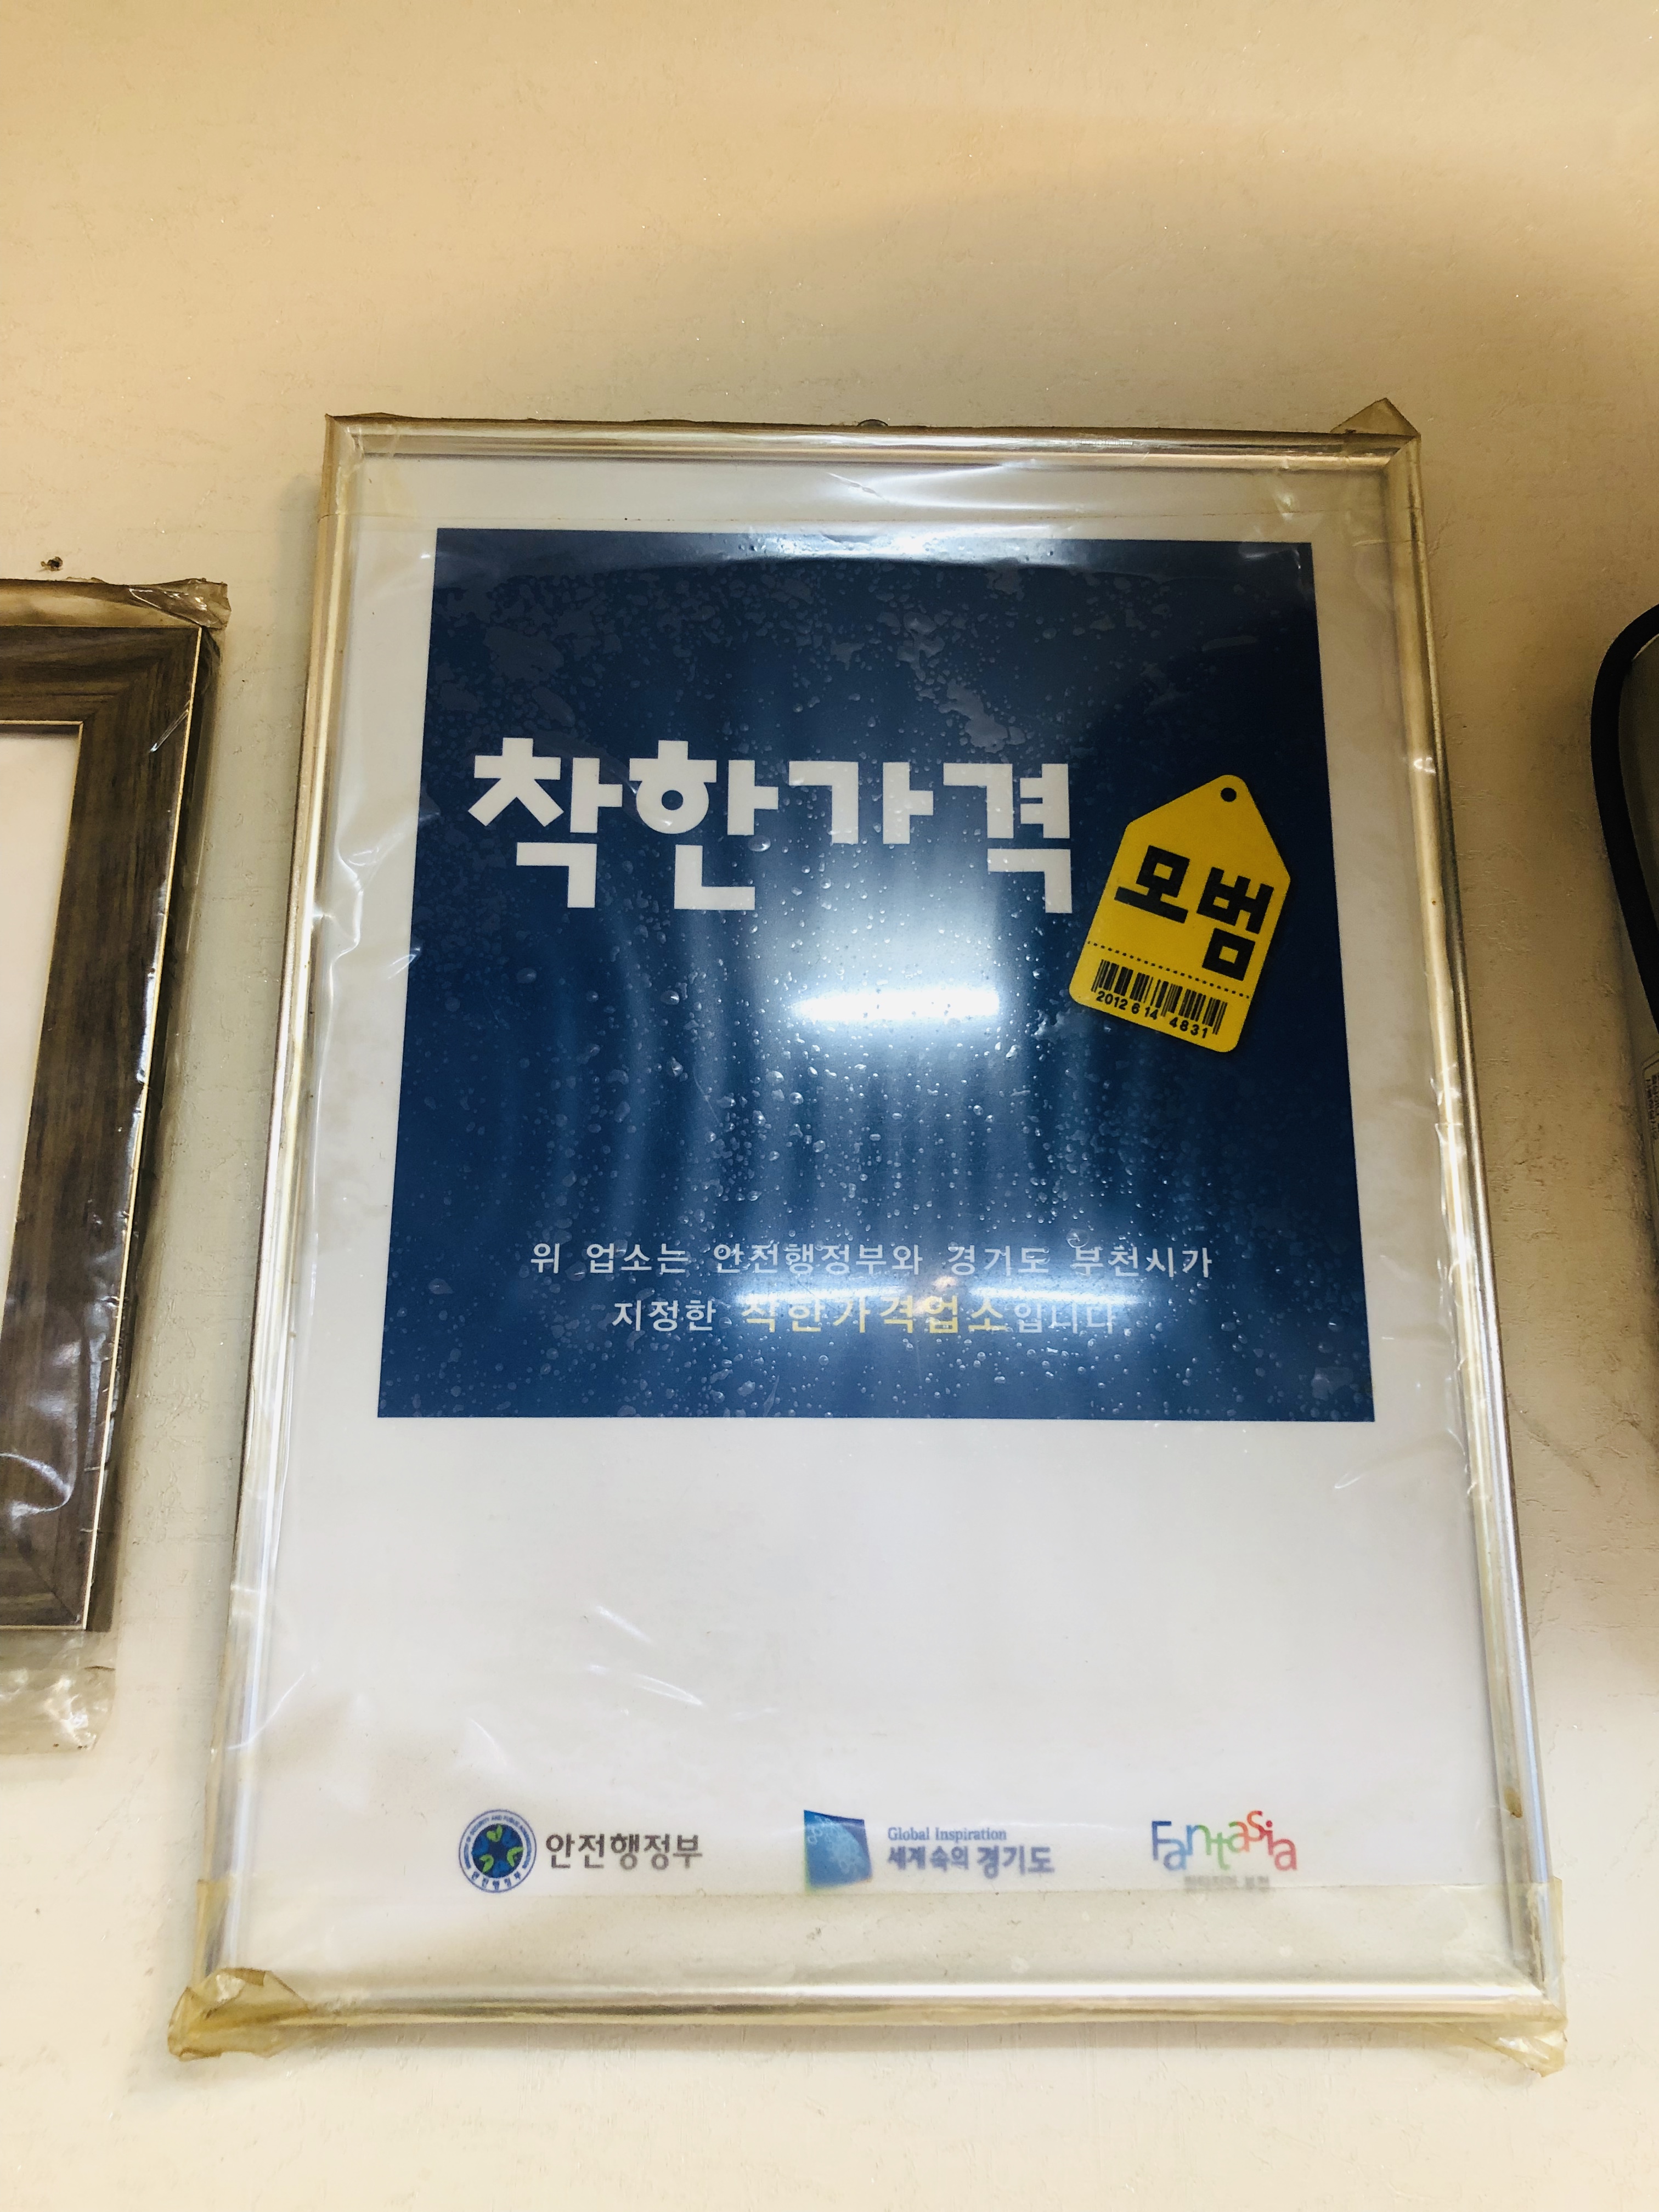 착한가격
모범
2012 6 14 4831
위 업소는 안전행정부와 경기도 부천시가
지정한 착한가격업소입니다
안전행정부
Global Inspiration
세계속의 경기도
Fantasia